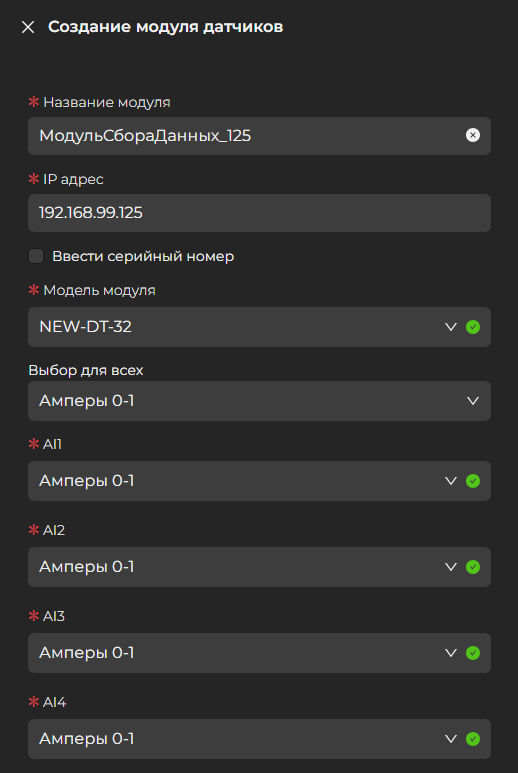 Создание модуля датчиков
* Название модуля
МодульСбораДанных_125
* IP адрес
192.168.99.125
Ввести серийный номер
* Модель модуля
NEW-DT-32
Выбор для всех
Амперы 0-1
* AI1
Амперы 0-1
* AI2
Амперы 0-1
* AI3
Амперы 0-1
* AI4
Амперы 0-1